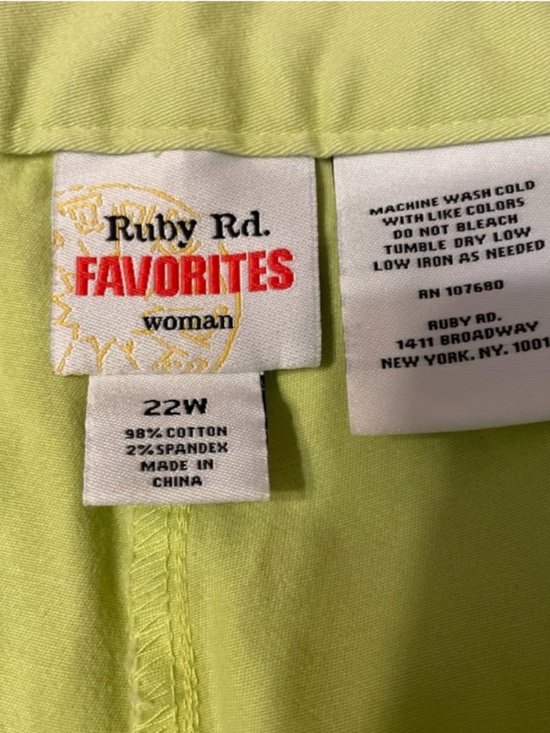 Ruby Rd.
FAVORITES
woman
22W
98% COTTON
2% SPANDEX
MADE IN
CHINA
MACHINE WASH COLD
WITH LIKE COLORS
DO NOT BLEACH
TUMBLE DRY LOW
LOW IRON AS NEEDED
RN 107680
RUBY RD.
1411 BROADWAY
NEW YORK. NY. 1001